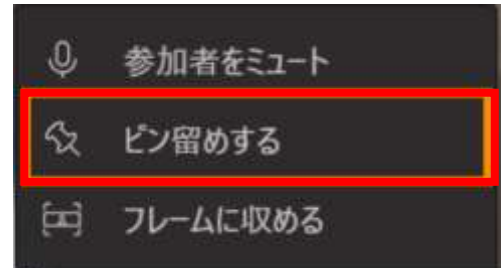 参加者をミュート
ピン留めする
フレームに収める